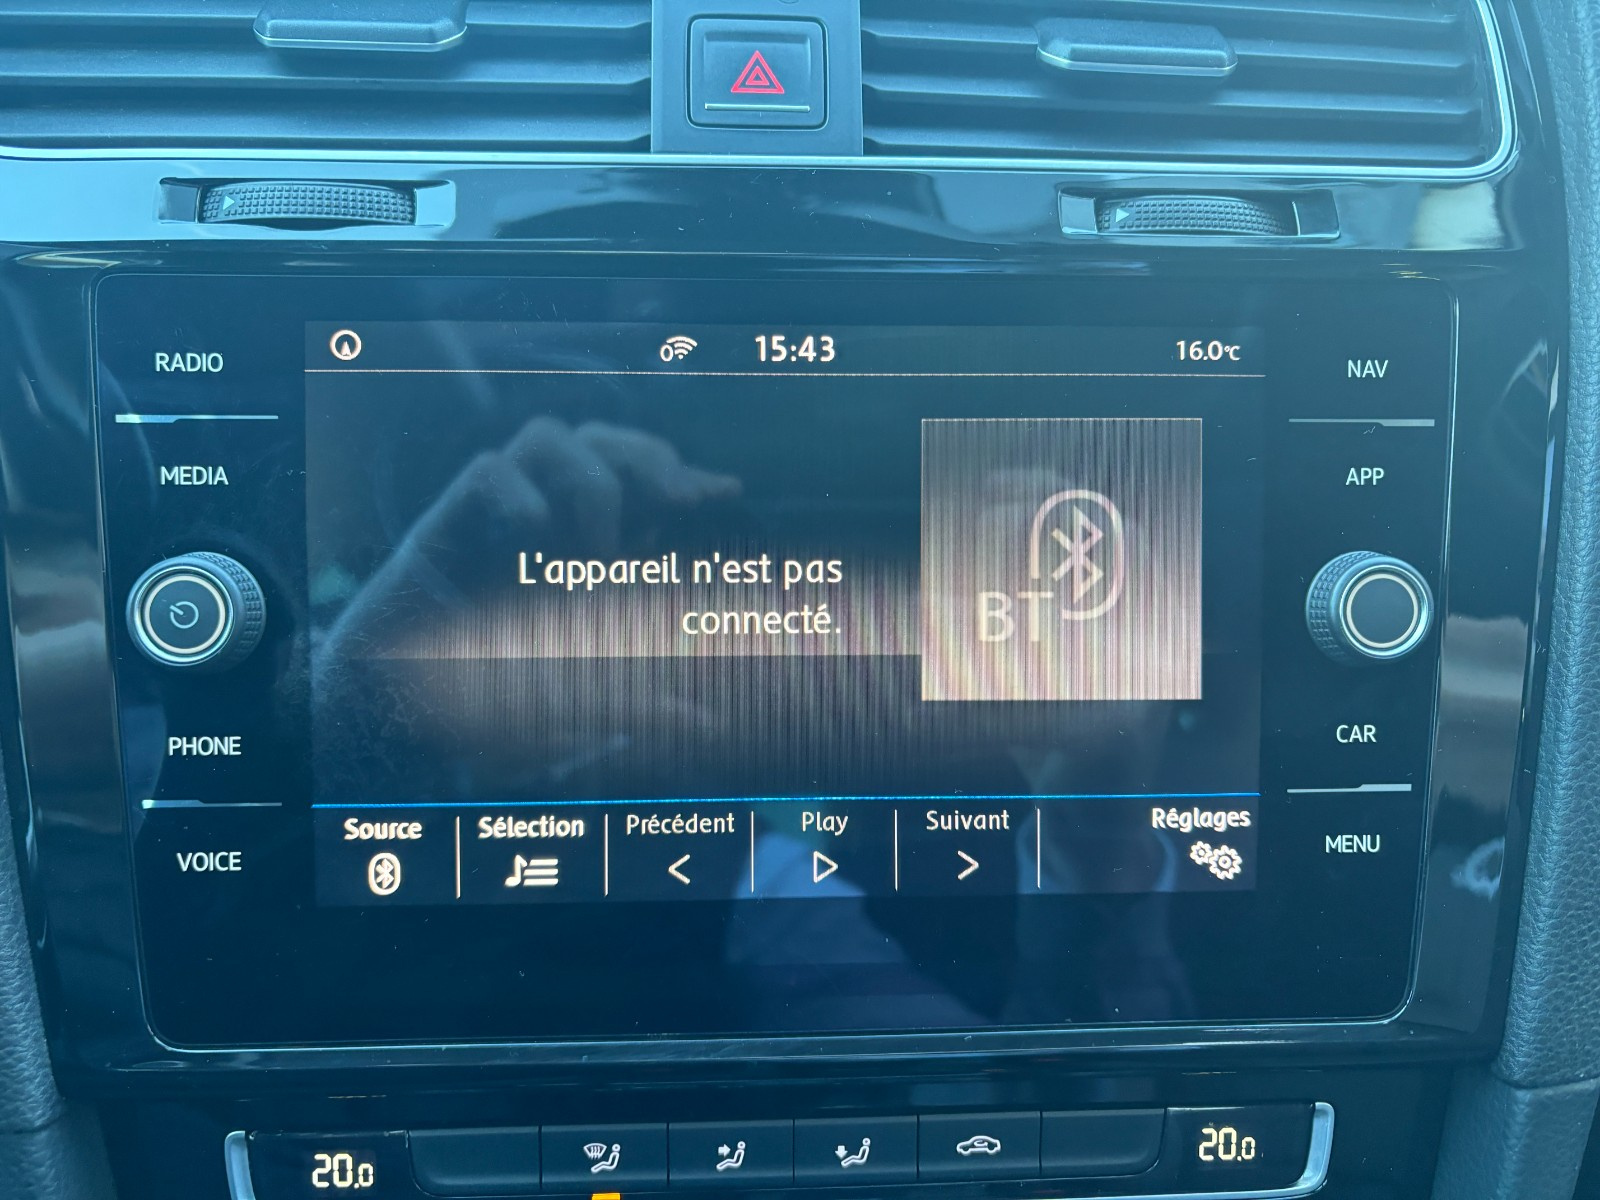 RADIO
MEDIA
PHONE
VOICE
0 15:43 16.0°C
L'appareil n'est pas
connecté.
BT
Source Sélection Précédent Play Suivant Réglages
NAV
APP
CAR
MENU
20.0 20.0